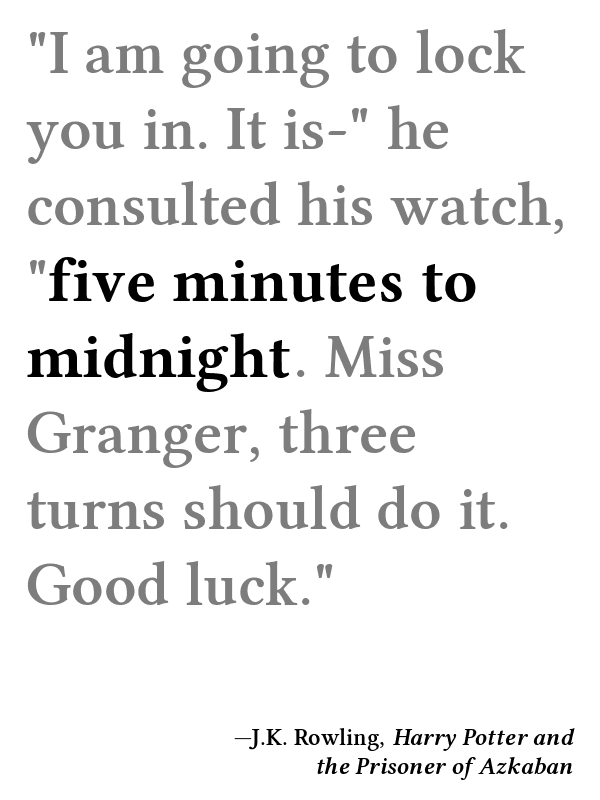 "I am going to lock
you in. It is-" he
consulted his watch,
"five minutes to
midnight. Miss
Granger, three
turns should do it.
Good luck."
—J.K. Rowling, Harry Potter and
the Prisoner of Azkaban